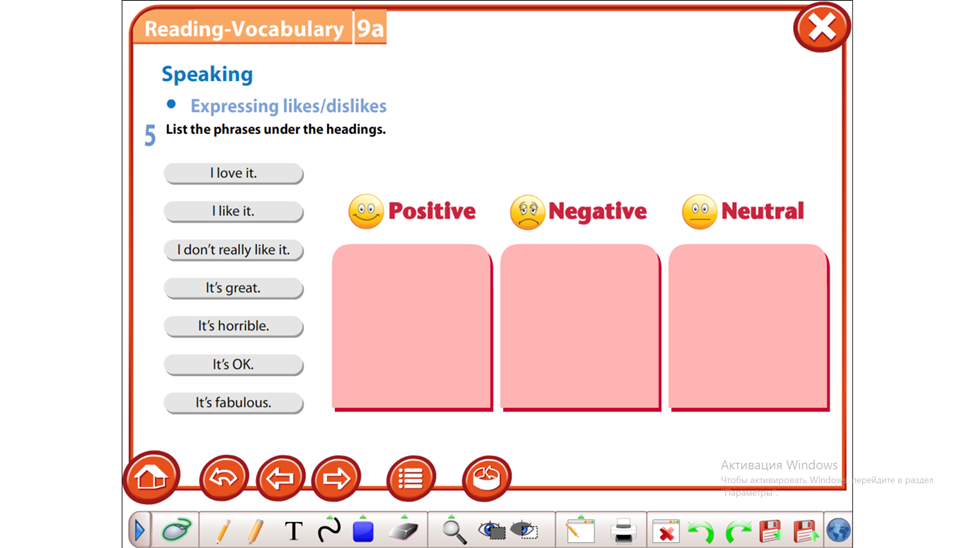 Reading-Vocabulary 9a
Speaking
• Expressing likes/dislikes
5 List the phrases under the headings.
I love it.
I like it.
I don't really like it.
It's great.
It's horrible.
It's OK.
It's fabulous.
Positive
Negative
Neutral
Активация Windows
Чтобы активировать Windows, перейдите в раздел
"Параметры".
T